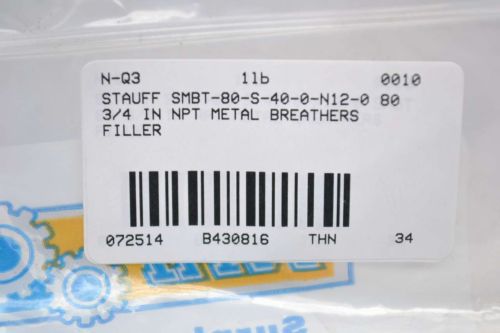 N-Q3 1lb 0010
STAUFF SMBT-80-S-40-0-N12-0 80
3/4 IN NPT METAL BREATHERS
FILLER
072514 B430816 THN 34